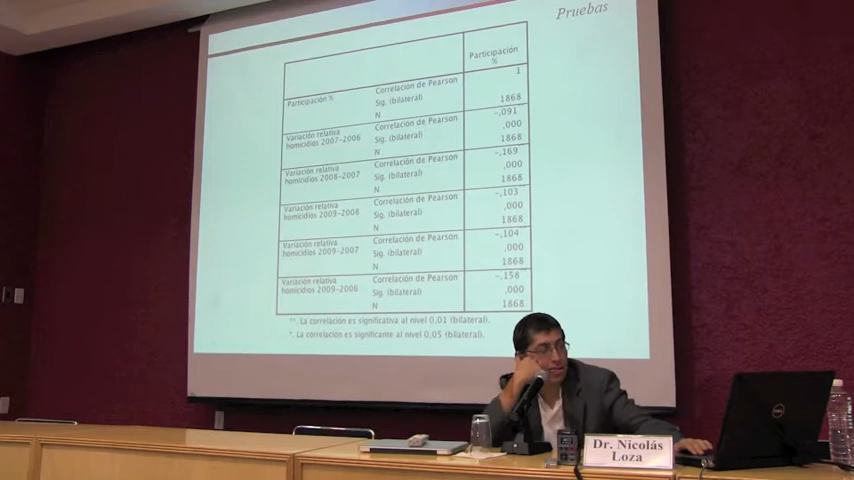 Pruebas
Participación
%
Participación %
Correlación de Pearson
1
Sig. (bilateral)
N
1868
Variación relativa
homicidios 2007-2006
Correlación de Pearson
-,091**
Sig. (bilateral)
,000
N
1868
Variación relativa
homicidios 2008-2007
Correlación de Pearson
-,169
Sig. (bilateral)
,000
N
1868
Variación relativa
homicidios 2009-2008
Correlación de Pearson
-,103
Sig. (bilateral)
,000
N
1868
Variación relativa
homicidios 2009-2007
Correlación de Pearson
-,104
Sig. (bilateral)
,000
N
1868
Variación relativa
homicidios 2009-2006
Correlación de Pearson
-,158
Sig. (bilateral)
,000
N
1868
**. La correlación es significativa al nivel 0,01 (bilateral).
*. La correlación es significante al nivel 0,05 (bilateral).
Dr. Nicolás
Loza